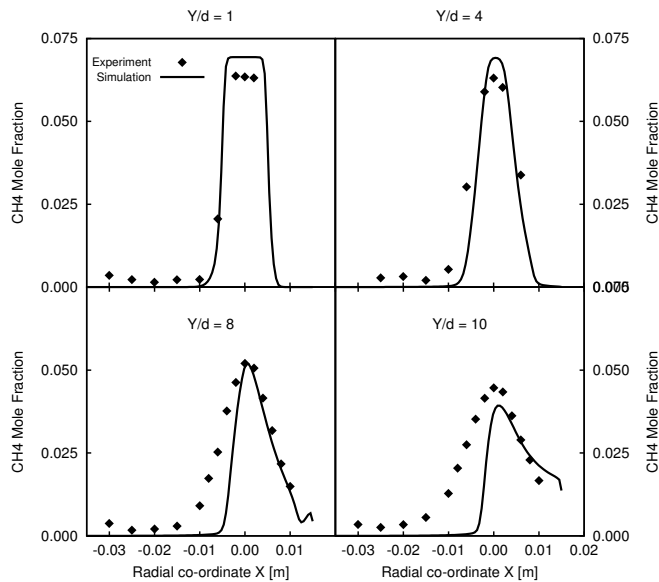 Y/d = 1
Y/d = 4
0.075
0.075
Experiment
Simulation
CH4 Mole Fraction
CH4 Mole Fraction
0.050
0.050
0.025
0.025
0.000
0.000
0.075
Y/d = 8
Y/d = 10
CH4 Mole Fraction
CH4 Mole Fraction
0.050
0.050
0.025
0.025
0.000
0.000
-0.03 -0.02 -0.01 0.00 0.01
-0.03 -0.02 -0.01 0.00 0.01 0.02
Radial co-ordinate X [m]
Radial co-ordinate X [m]